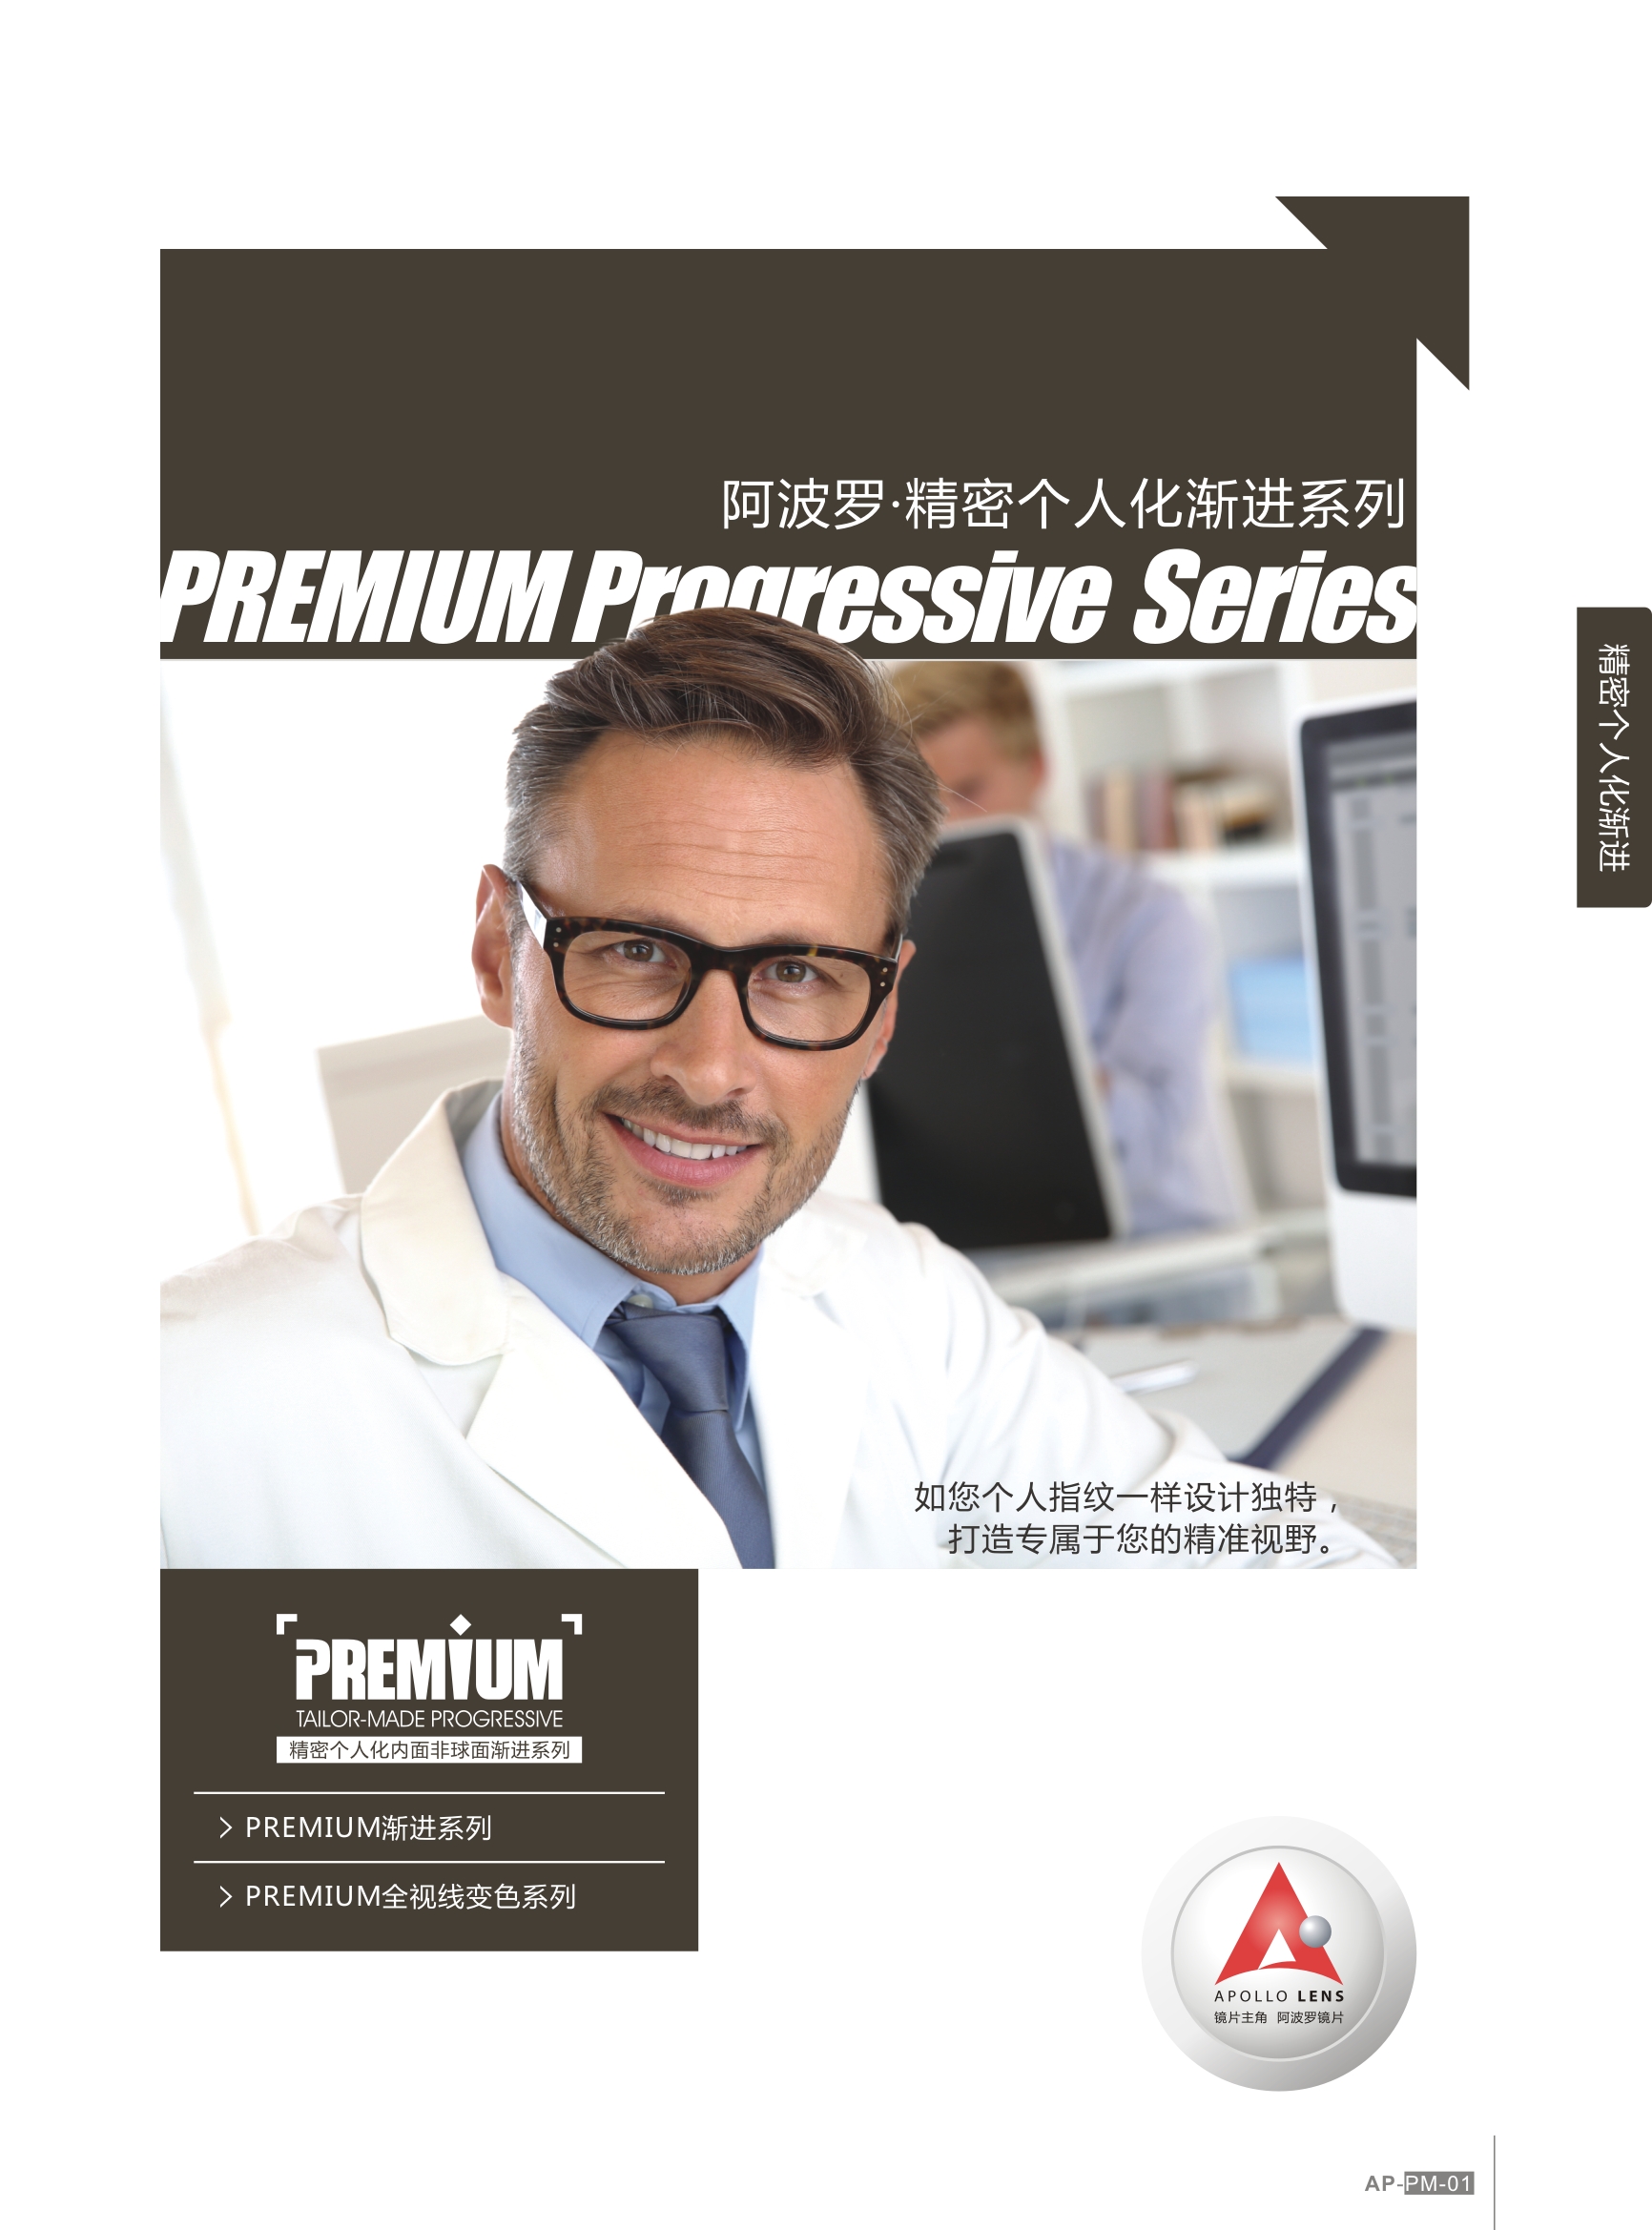 阿波罗·精密个人化渐进系列
PREMIUM Progressive Series
精密个人化渐进
如您个人指纹一样设计独特，
打造专属于您的精准视野。
PREMIUM
TAILOR-MADE PROGRESSIVE
精密个人化内面非球面渐进系列
> PREMIUM渐进系列
> PREMIUM全视线变色系列
APOLLO LENS
镜片主角 阿波罗镜片
AP-PM-01